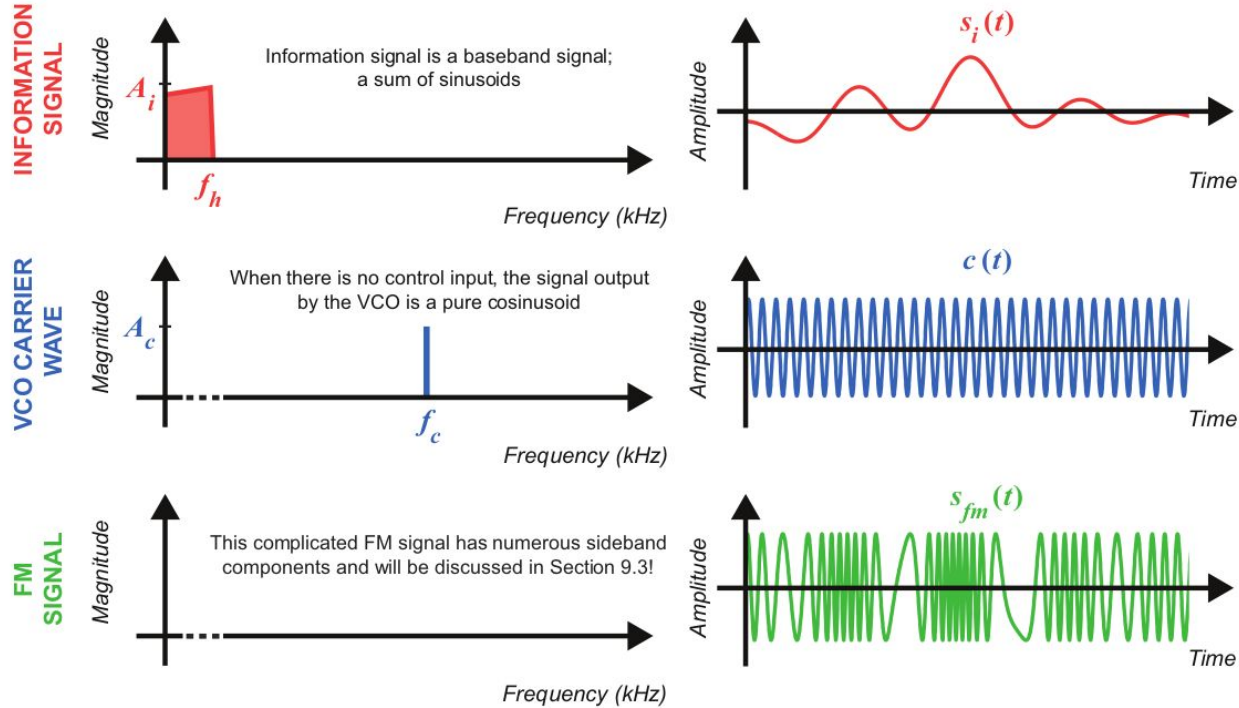 INFORMATION
SIGNAL
Magnitude
A_i
f_h
Information signal is a baseband signal;
a sum of sinusoids
Frequency (kHz)
Amplitude
s_i (t)
Time
VCO CARRIER
WAVE
Magnitude
A_c
f_c
When there is no control input, the signal output
by the VCO is a pure cosinusoid
Frequency (kHz)
Amplitude
c (t)
Time
FM
SIGNAL
Magnitude
This complicated FM signal has numerous sideband
components and will be discussed in Section 9.3!
Frequency (kHz)
Amplitude
s_fm (t)
Time